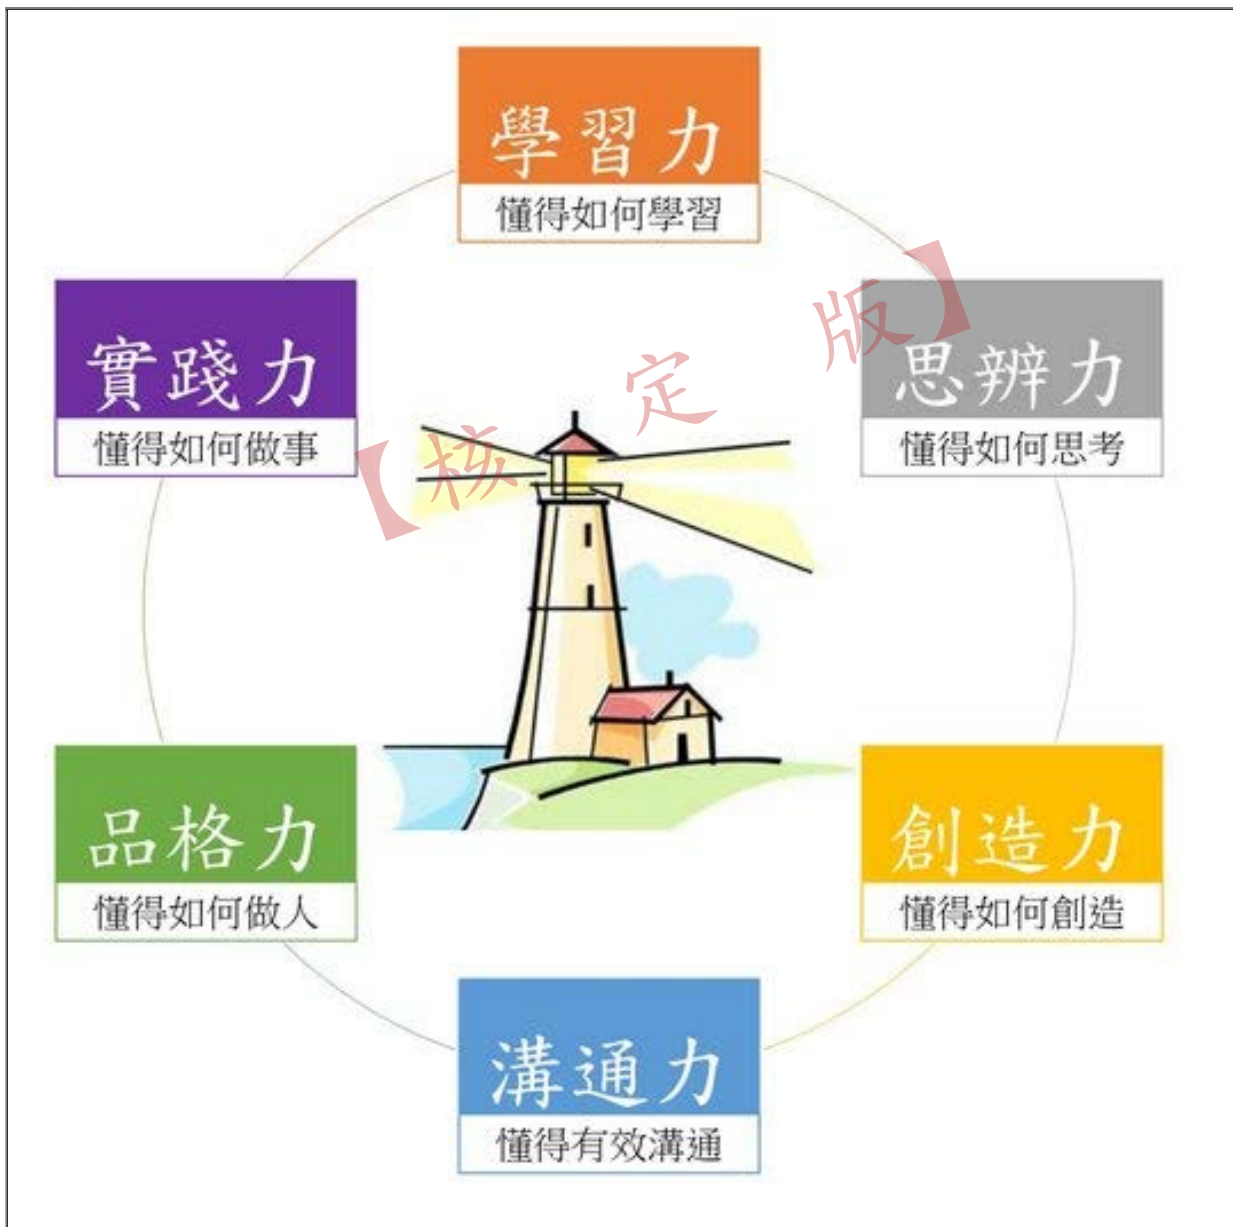 學習力
懂得如何學習
思辨力
懂得如何思考
創造力
懂得如何創造
溝通力
懂得有效溝通
品格力
懂得如何做人
實踐力
懂得如何做事
【核定版】